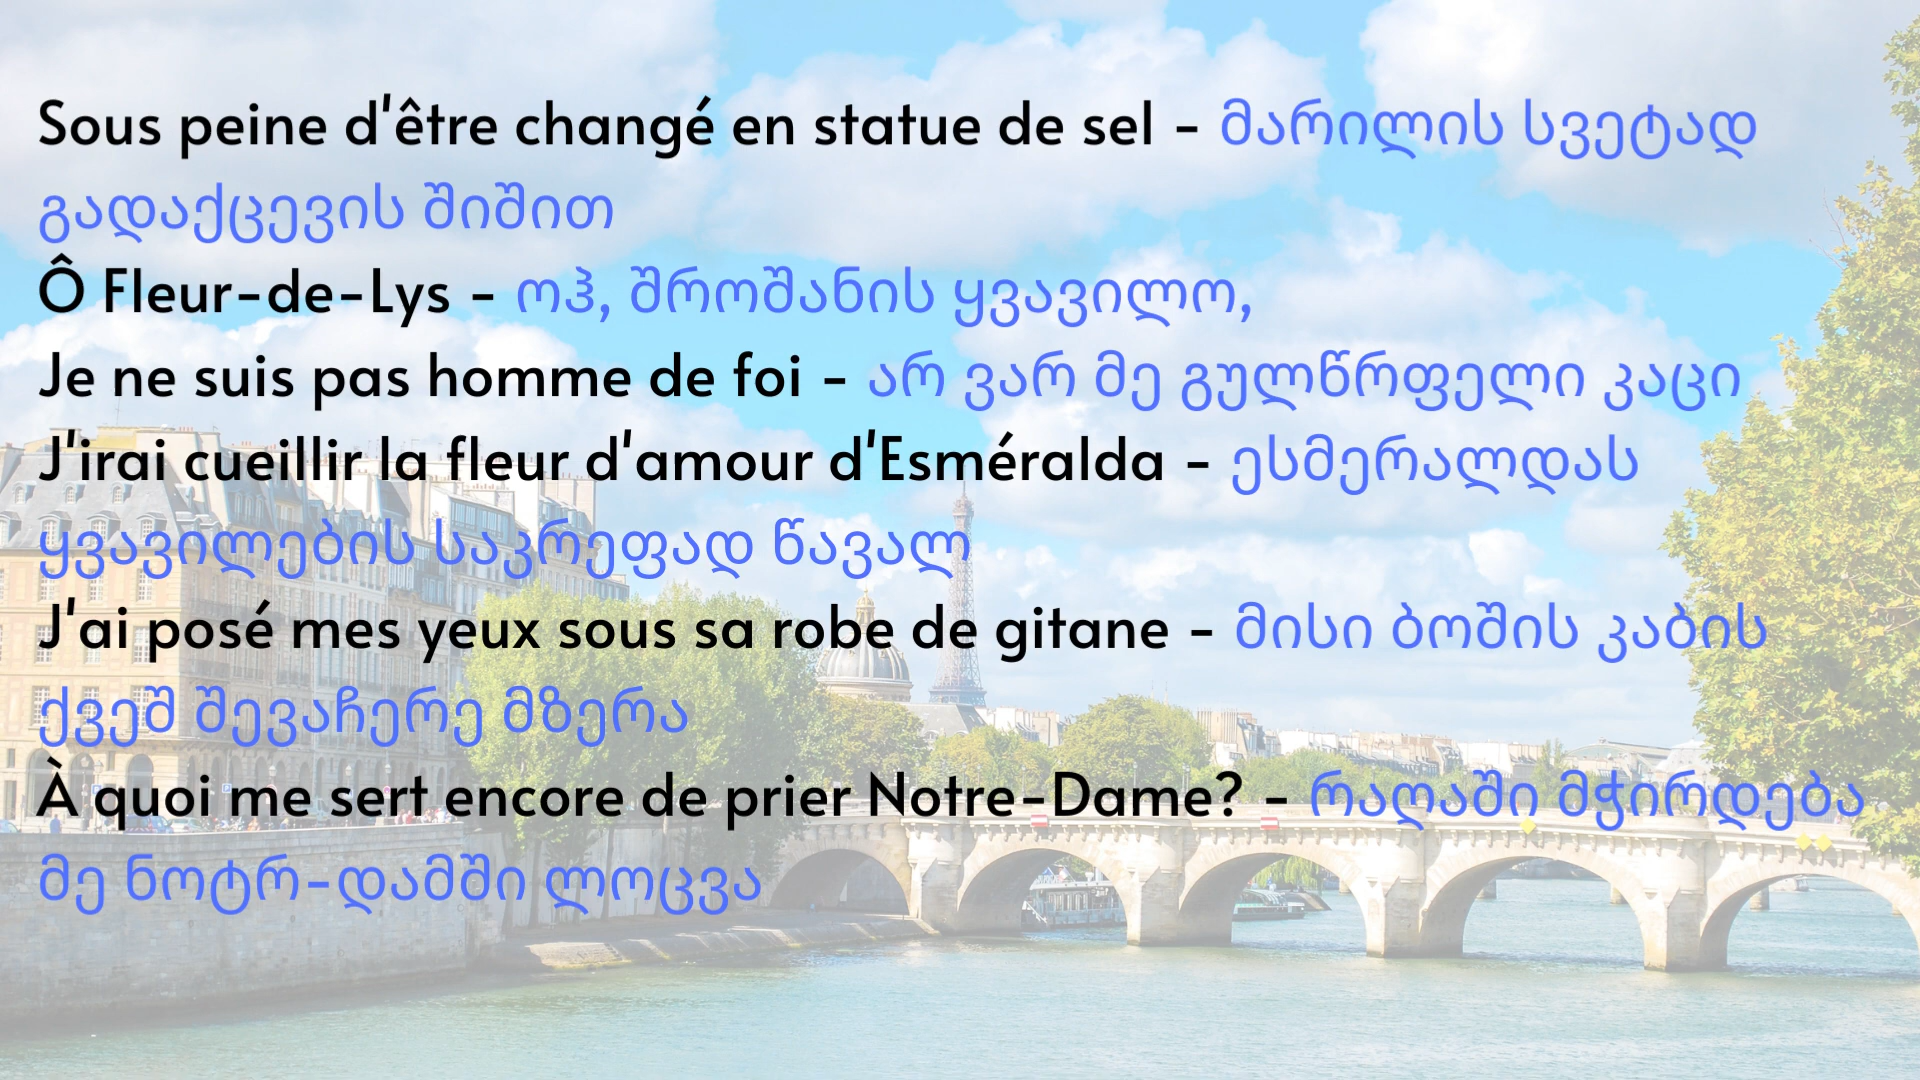 Sous peine d'être changé en statue de sel - მარილის სვეტად
გადაქცევის შიშით
Ô Fleur-de-Lys - ოჰ, შროშანის ყვავილო,
Je ne suis pas homme de foi - არ ვარ მე გულწრფელი კაცი
J'irai cueillir la fleur d'amour d'Esméralda - ესმერალდას
ყვავილების საკრეფად წავალ
J'ai posé mes yeux sous sa robe de gitane - მისი ბოშის კაბის
ქვეშ შევაჩერე მზერა
À quoi me sert encore de prier Notre-Dame? - რაღაში მჭირდება
მე ნოტრ-დამში ლოცვა